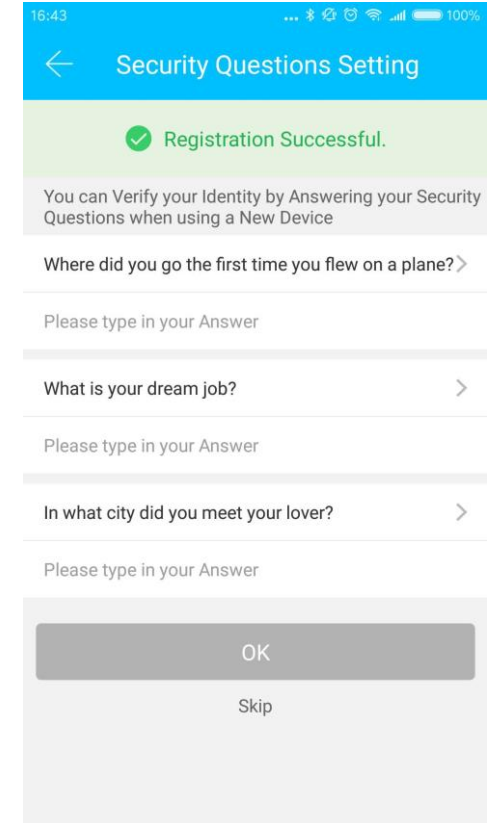 16:43 ... 100%
Security Questions Setting
Registration Successful.
You can Verify your Identity by Answering your Security
Questions when using a New Device
Where did you go the first time you flew on a plane?
Please type in your Answer
What is your dream job?
Please type in your Answer
In what city did you meet your lover?
Please type in your Answer
OK
Skip